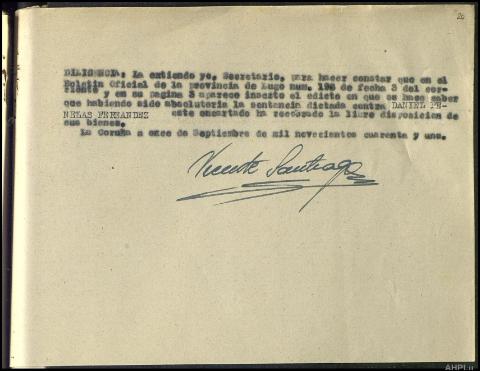 20
DILIGENCIA: La extiendo yo, Secretario, para hacer constar que en el
Boletin Oficial de la provincia de Lugo num. 198 de fecha 3 del cor-
riente y en su pagina 3 aparece inserto el edicto en que se hace saber
que habiendo sido absolutoria la sentencia dictada contra DANIEL PE-
NELAS FERNANDEZ este encartado ha recobrado la libre disposicion de
sus bienes.
La Coruña a once de Septiembre de mil novecientos cuarenta y uno.
Vicente Santiago